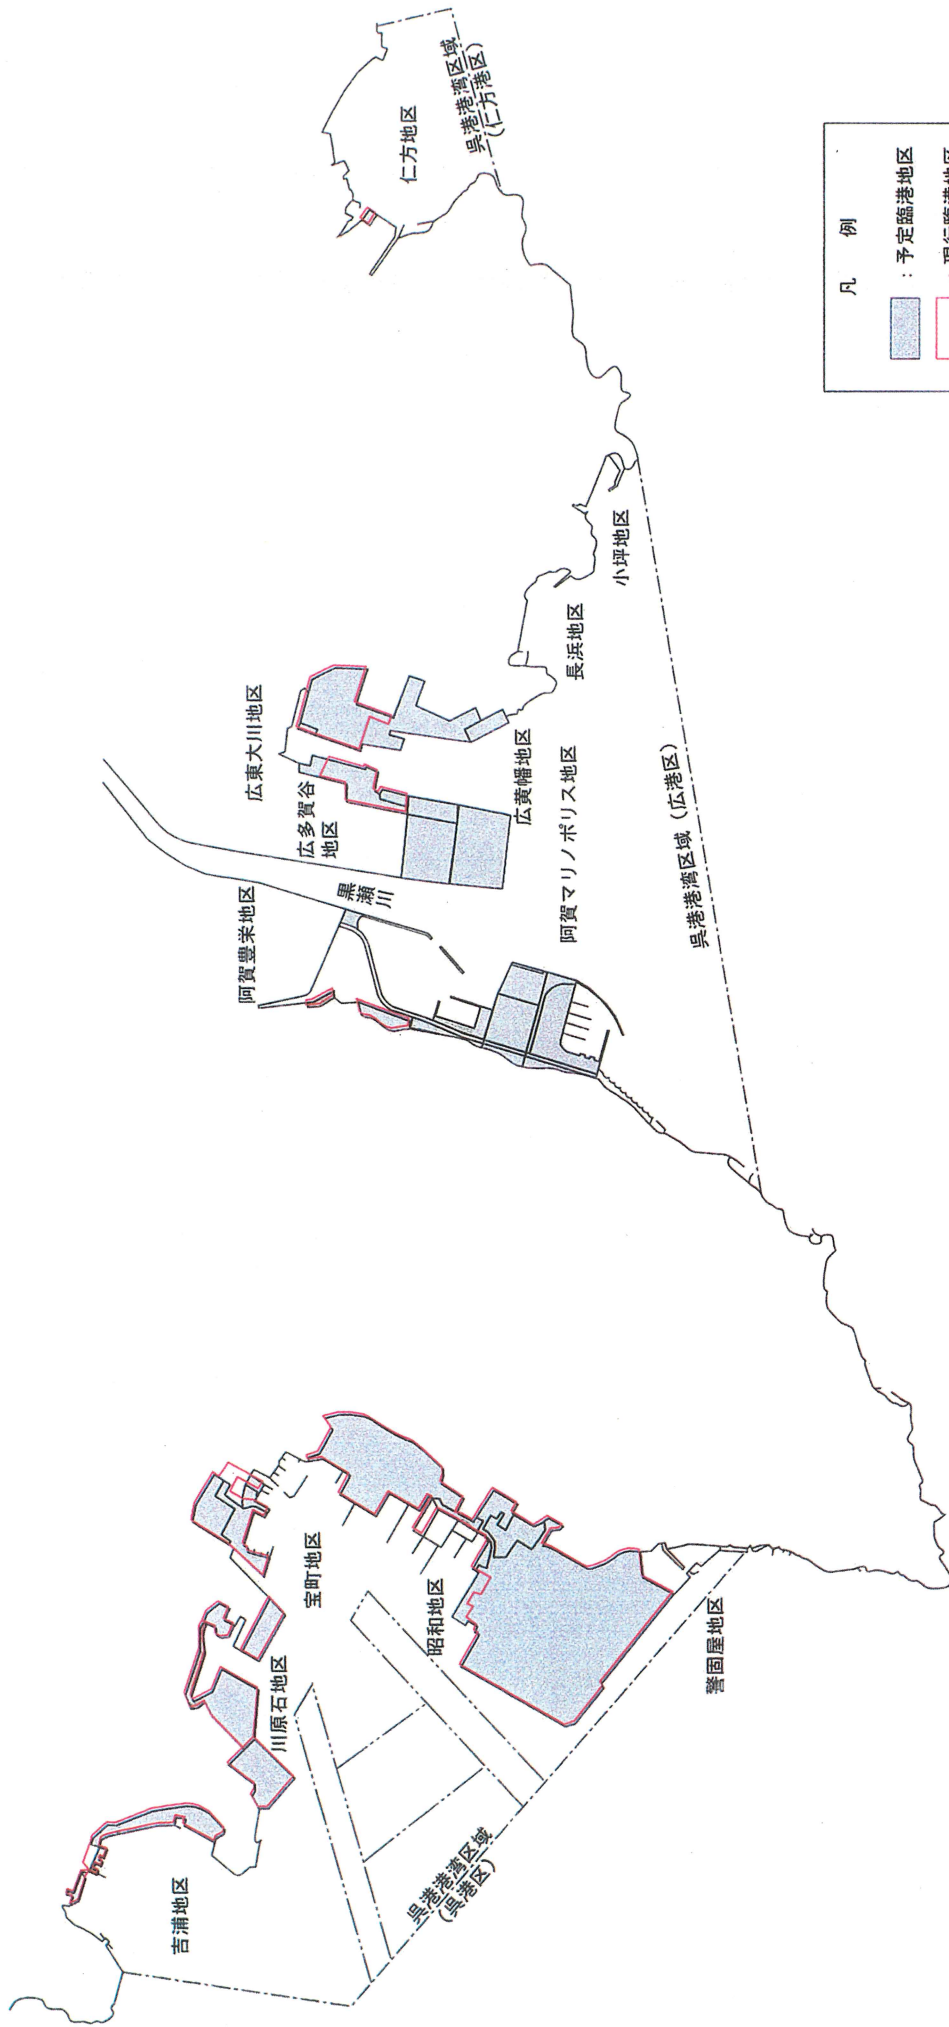 吉浦地区
川原石地区
宝町地区
昭和地区
警固屋地区
呉港港湾区域
(呉港区)
阿賀豊栄地区
黒瀬川
広多賀谷
地区
広東大川地区
阿賀マリノポリス地区
広黄幡地区
長浜地区
小坪地区
呉港港湾区域(広港区)
仁方地区
呉港港湾区域
(仁方港区)
凡 例
:予定臨港地区